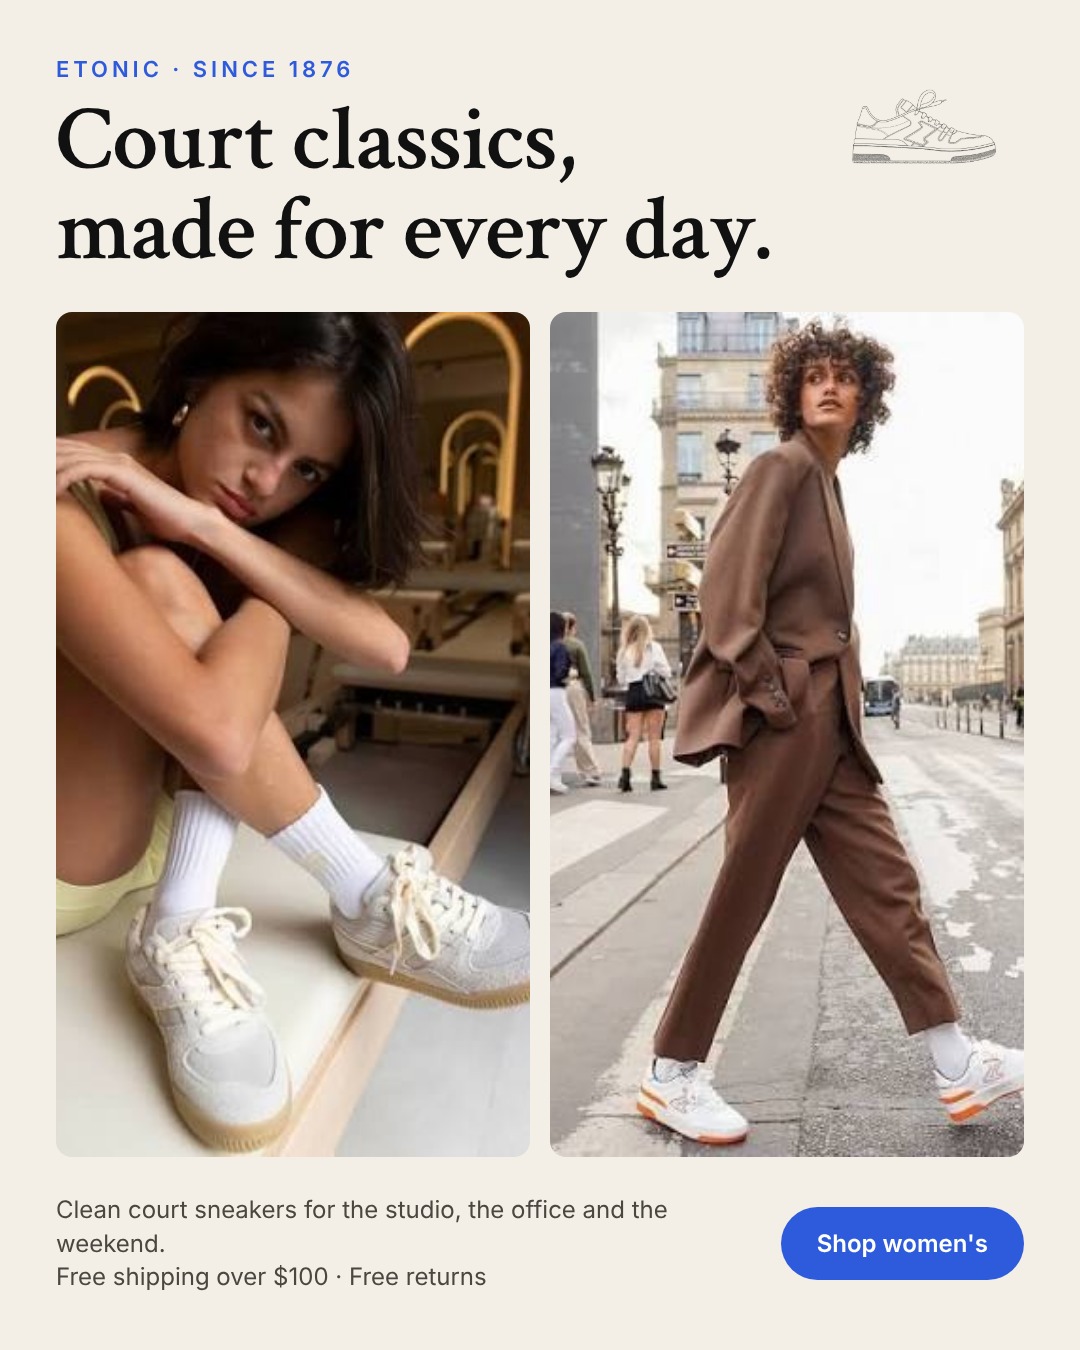 ETONIC · SINCE 1876
Court classics,
made for every day.
Clean court sneakers for the studio, the office and the
weekend.
Free shipping over $100 · Free returns
Shop women's